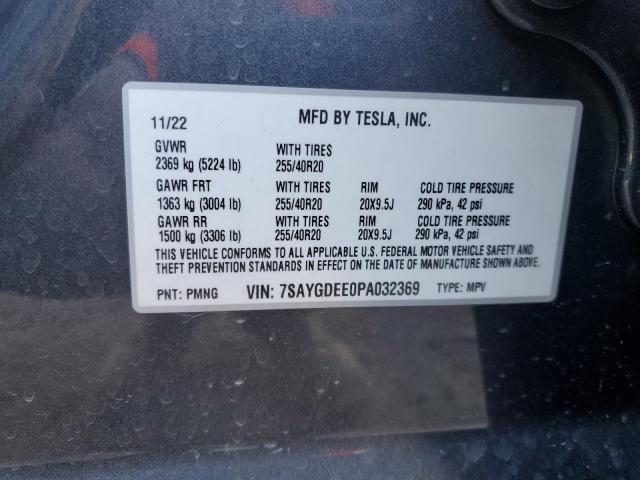 11/22 MFD BY TESLA, INC.
GVWR WITH TIRES
2369 kg (5224 lb) 255/40R20
GAWR FRT WITH TIRES RIM COLD TIRE PRESSURE
1363 kg (3004 lb) 255/40R20 20X9.5J 290 kPa, 42 psi
GAWR RR WITH TIRES RIM COLD TIRE PRESSURE
1500 kg (3306 lb) 255/40R20 20X9.5J 290 kPa, 42 psi
THIS VEHICLE CONFORMS TO ALL APPLICABLE U.S. FEDERAL MOTOR VEHICLE SAFETY AND
THEFT PREVENTION STANDARDS IN EFFECT ON THE DATE OF MANUFACTURE SHOWN ABOVE.
PNT: PMNG VIN: 7SAYGDEE0PA032369 TYPE: MPV